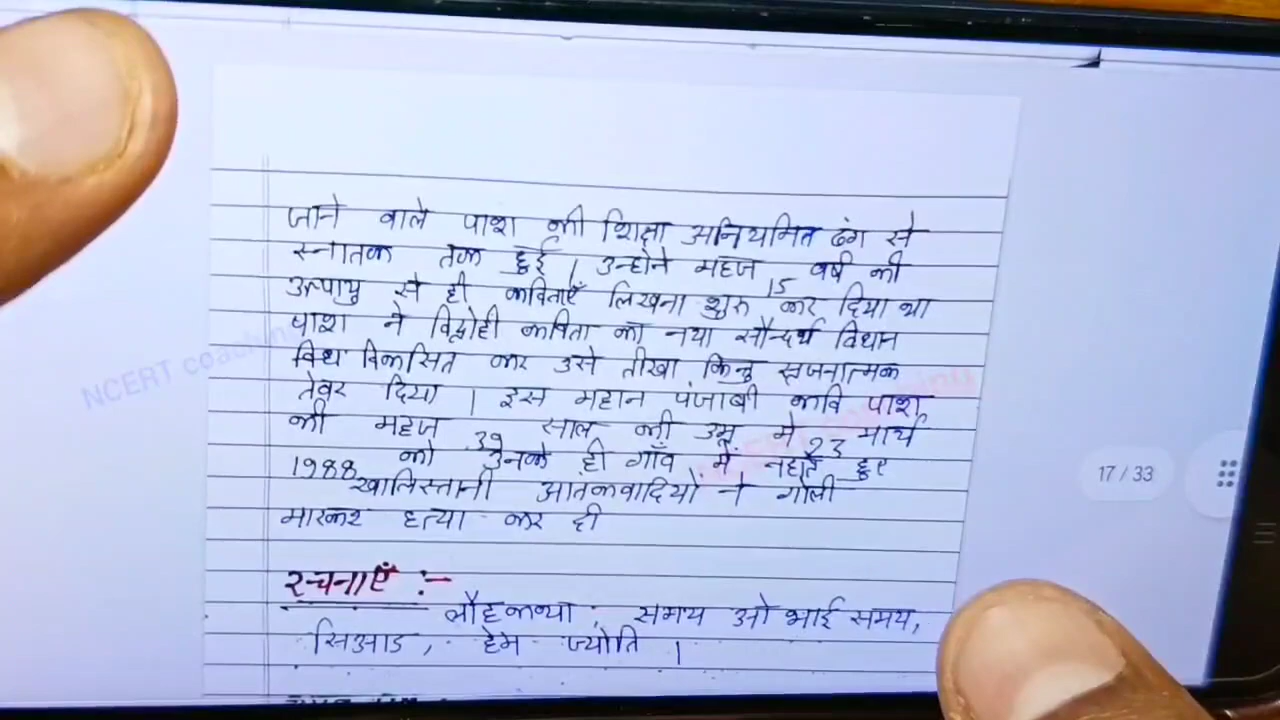 जाने वाले पाश की शिक्षा अनियमित ढंग से
स्नातक तक हुई । उन्होने महज 15 वर्ष की
कविताएँ लिखना शुरु कर दिया था
से ही
पाश ने विद्रोही कविता का नया सौन्दर्य विधान
विकसित कर उसे तीखा किन्तु सृजनात्मक
तेवर दिया । इस महान पंजाबी कवि पाश
की महज 39 साल की उम्र मे 23 मार्च
1988 को उनके ही गाँव में नहाते हुए
खालिस्तानी आतंकवादियों ने गोली
मारकर हत्या कर दी
रचनाएँ :-
लौहकथा ; समय ओ भाई समय,
सिआड , हेम ज्योति ।
NCERT coaching
17 / 33